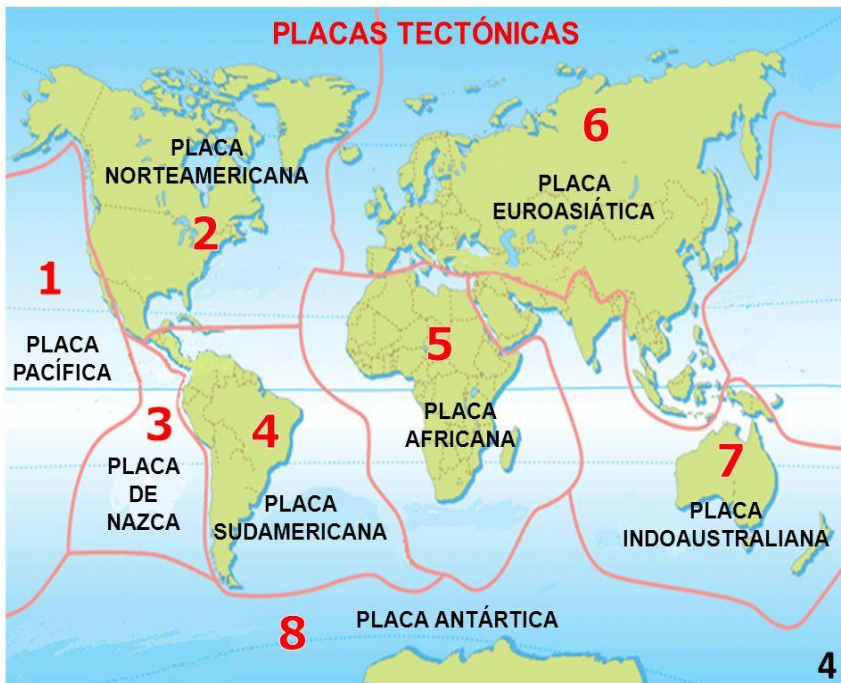 PLACAS TECTÓNICAS
6
PLACA
NORTEAMERICANA
PLACA
EUROASIÁTICA
2
1
PLACA
PACÍFICA
5
PLACA
AFRICANA
3
PLACA
DE
NAZCA
4
PLACA
SUDAMERICANA
7
PLACA
INDOAUSTRALIANA
8
PLACA ANTÁRTICA
4